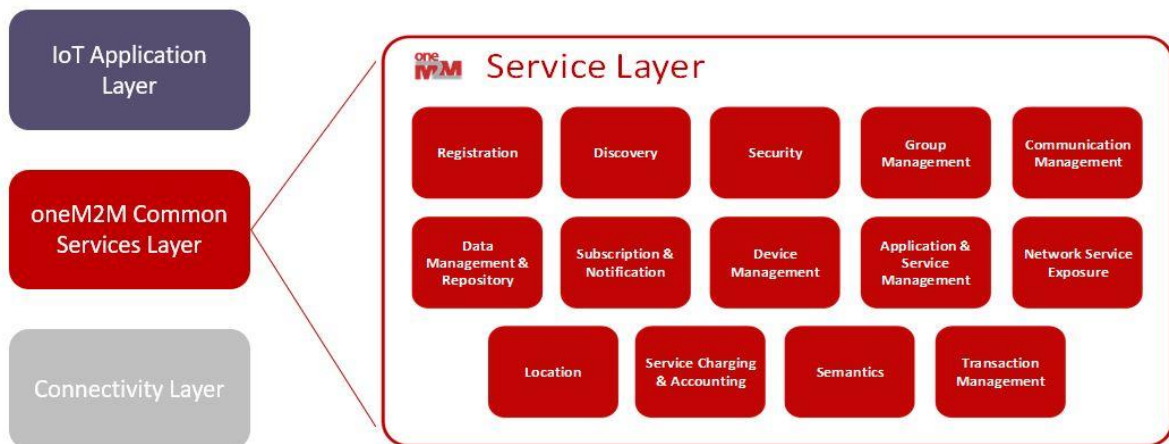 IoT Application
Layer
oneM2M Common
Services Layer
Connectivity Layer
one
M2M
Service Layer
Registration
Discovery
Security
Group
Management
Communication
Management
Data
Management &
Repository
Subscription &
Notification
Device
Management
Application &
Service
Management
Network Service
Exposure
Location
Service Charging
& Accounting
Semantics
Transaction
Management